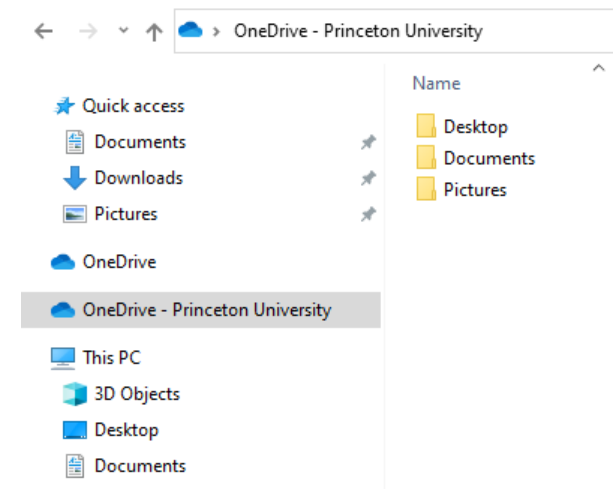 OneDrive - Princeton University
Name
Quick access
Documents
Downloads
Pictures
OneDrive
OneDrive - Princeton University
This PC
3D Objects
Desktop
Documents
Desktop
Documents
Pictures